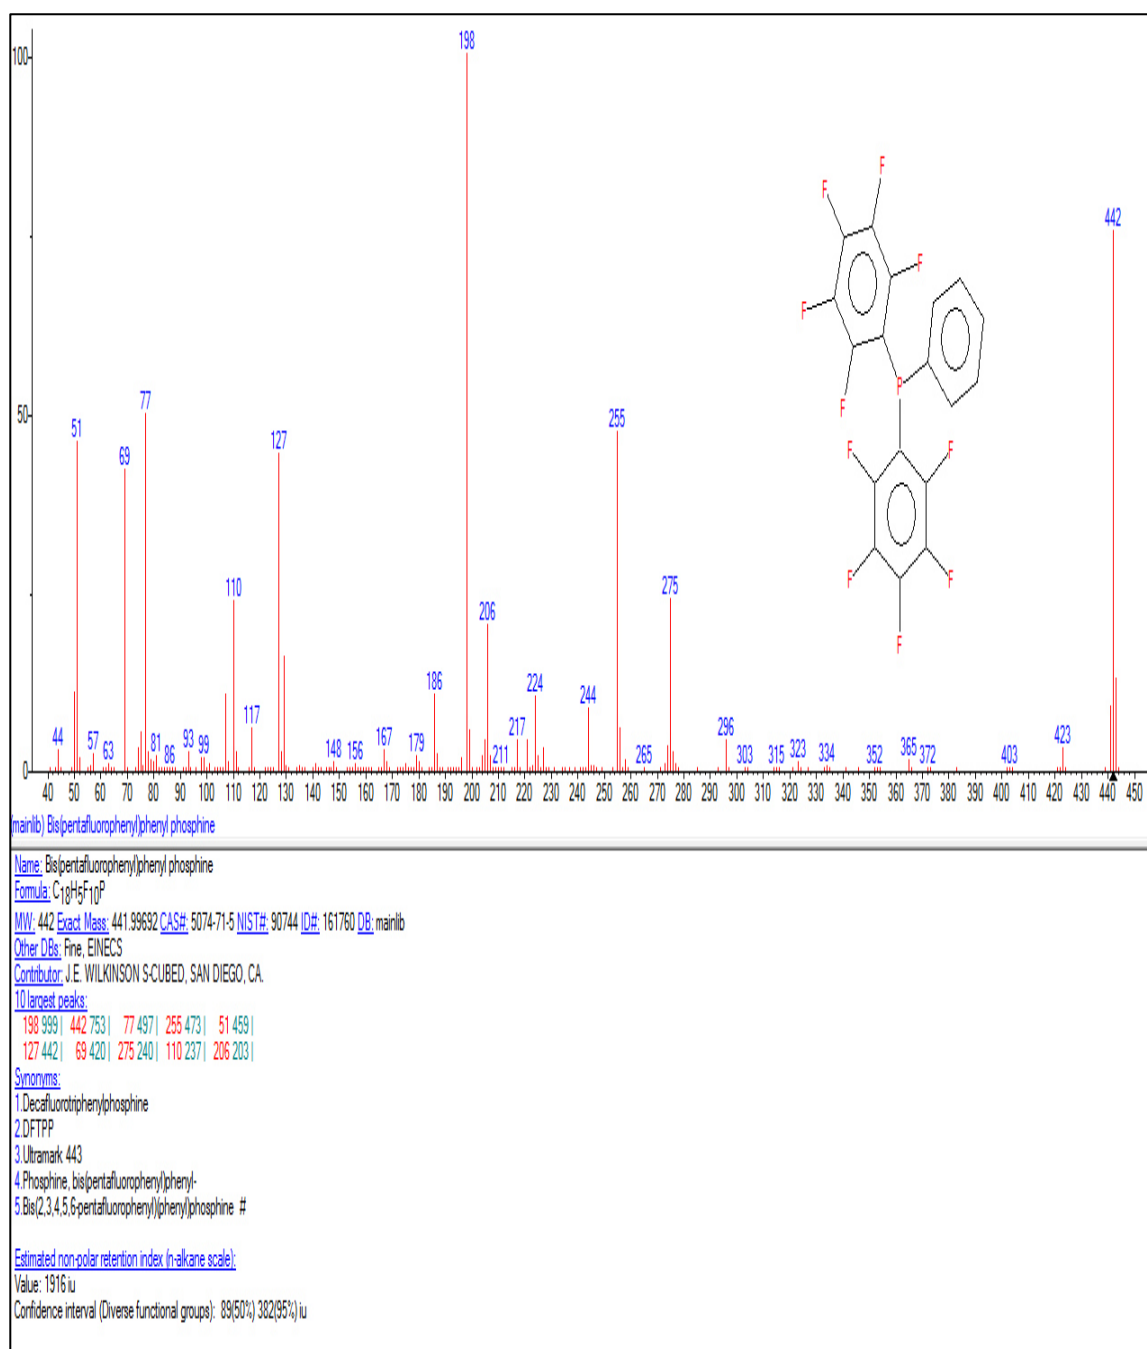 100
198
442
50
77
51
69
127
255
110
275
206
186
224
244
117
44
57
63
81
86
93
99
148
156
167
179
211
217
265
296
303
315
323
334
352
365
372
403
423
0
40 50 60 70 80 90 100 110 120 130 140 150 160 170 180 190 200 210 220 230 240 250 260 270 280 290 300 310 320 330 340 350 360 370 380 390 400 410 420 430 440 450
F
F
F
F
F
P
F
F
F
F
F
(mainlib) Bis(pentafluorophenyl)phenyl phosphine
Name: Bis(pentafluorophenyl)phenyl phosphine
Formula: C18H5F10P
MW: 442 Exact Mass: 441.99692 CAS#: 5074-71-5 NIST#: 90744 ID#: 161760 DB: mainlib
Other DBs: Fine, EINECS
Contributor: J.E. WILKINSON S-CUBED, SAN DIEGO, CA.
10 largest peaks:
198 999 | 442 753 | 77 497 | 255 473 | 51 459 |
127 442 | 69 420 | 275 240 | 110 237 | 206 203 |
Synonyms:
1.Decafluorotriphenylphosphine
2.DFTPP
3.Ultramark 443
4.Phosphine, bis(pentafluorophenyl)phenyl-
5.Bis(2,3,4,5,6-pentafluorophenyl)(phenyl)phosphine #
Estimated non-polar retention index (n-alkane scale):
Value: 1916 iu
Confidence interval (Diverse functional groups): 89(50%) 382(95%) iu